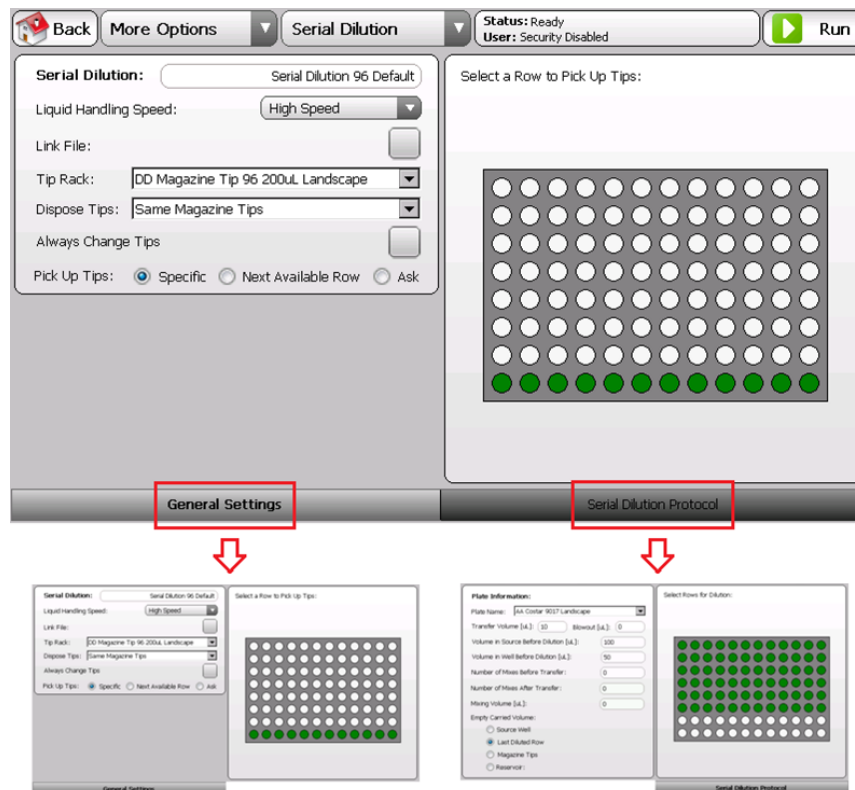 Back
More Options
Serial Dilution
Status: Ready
User: Security Disabled
Run
Serial Dilution: Serial Dilution 96 Default
Liquid Handling Speed: High Speed
Link File:
Tip Rack: DD Magazine Tip 96 200uL Landscape
Dispose Tips: Same Magazine Tips
Always Change Tips
Pick Up Tips: Specific Next Available Row Ask
Select a Row to Pick Up Tips:
General Settings
Serial Dilution Protocol
Serial Dilution: Serial Dilution 96 Default
Liquid Handling Speed: High Speed
Link File:
Tip Rack: DD Magazine Tip 96 200uL Landscape
Dispose Tips: Same Magazine Tips
Always Change Tips
Pick Up Tips: Specific Next Available Row Ask
Select a Row to Pick Up Tips:
General Settings
Plate Information:
Plate Name: AA Costar 9017 Landscape
Transfer Volume [uL]: 10 Blowout [uL]: 0
Volume in Source Before Dilution [uL]: 100
Volume in Well Before Dilution [uL]: 50
Number of Mixes Before Transfer: 0
Number of Mixes After Transfer: 0
Mixing Volume [uL]: 0
Empty Carried Volume:
Source Well
Last Diluted Row
Magazine Tips
Reservoir:
Select Rows for Dilution:
Serial Dilution Protocol